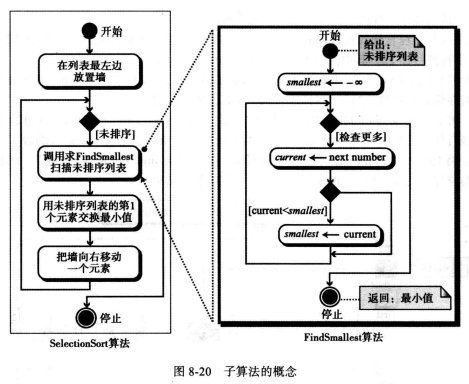 开始
在列表最左边
放置墙
[未排序]
调用求FindSmallest
扫描未排序列表
用未排序列表的第1
个元素交换最小值
把墙向右移动
一个元素
停止
SelectionSort算法
开始
给出：
未排序列表
smallest ← -∞
[检查更多]
current ← next number
[current<smallest]
smallest ← current
停止
返回：最小值
FindSmallest算法
图 8-20 子算法的概念